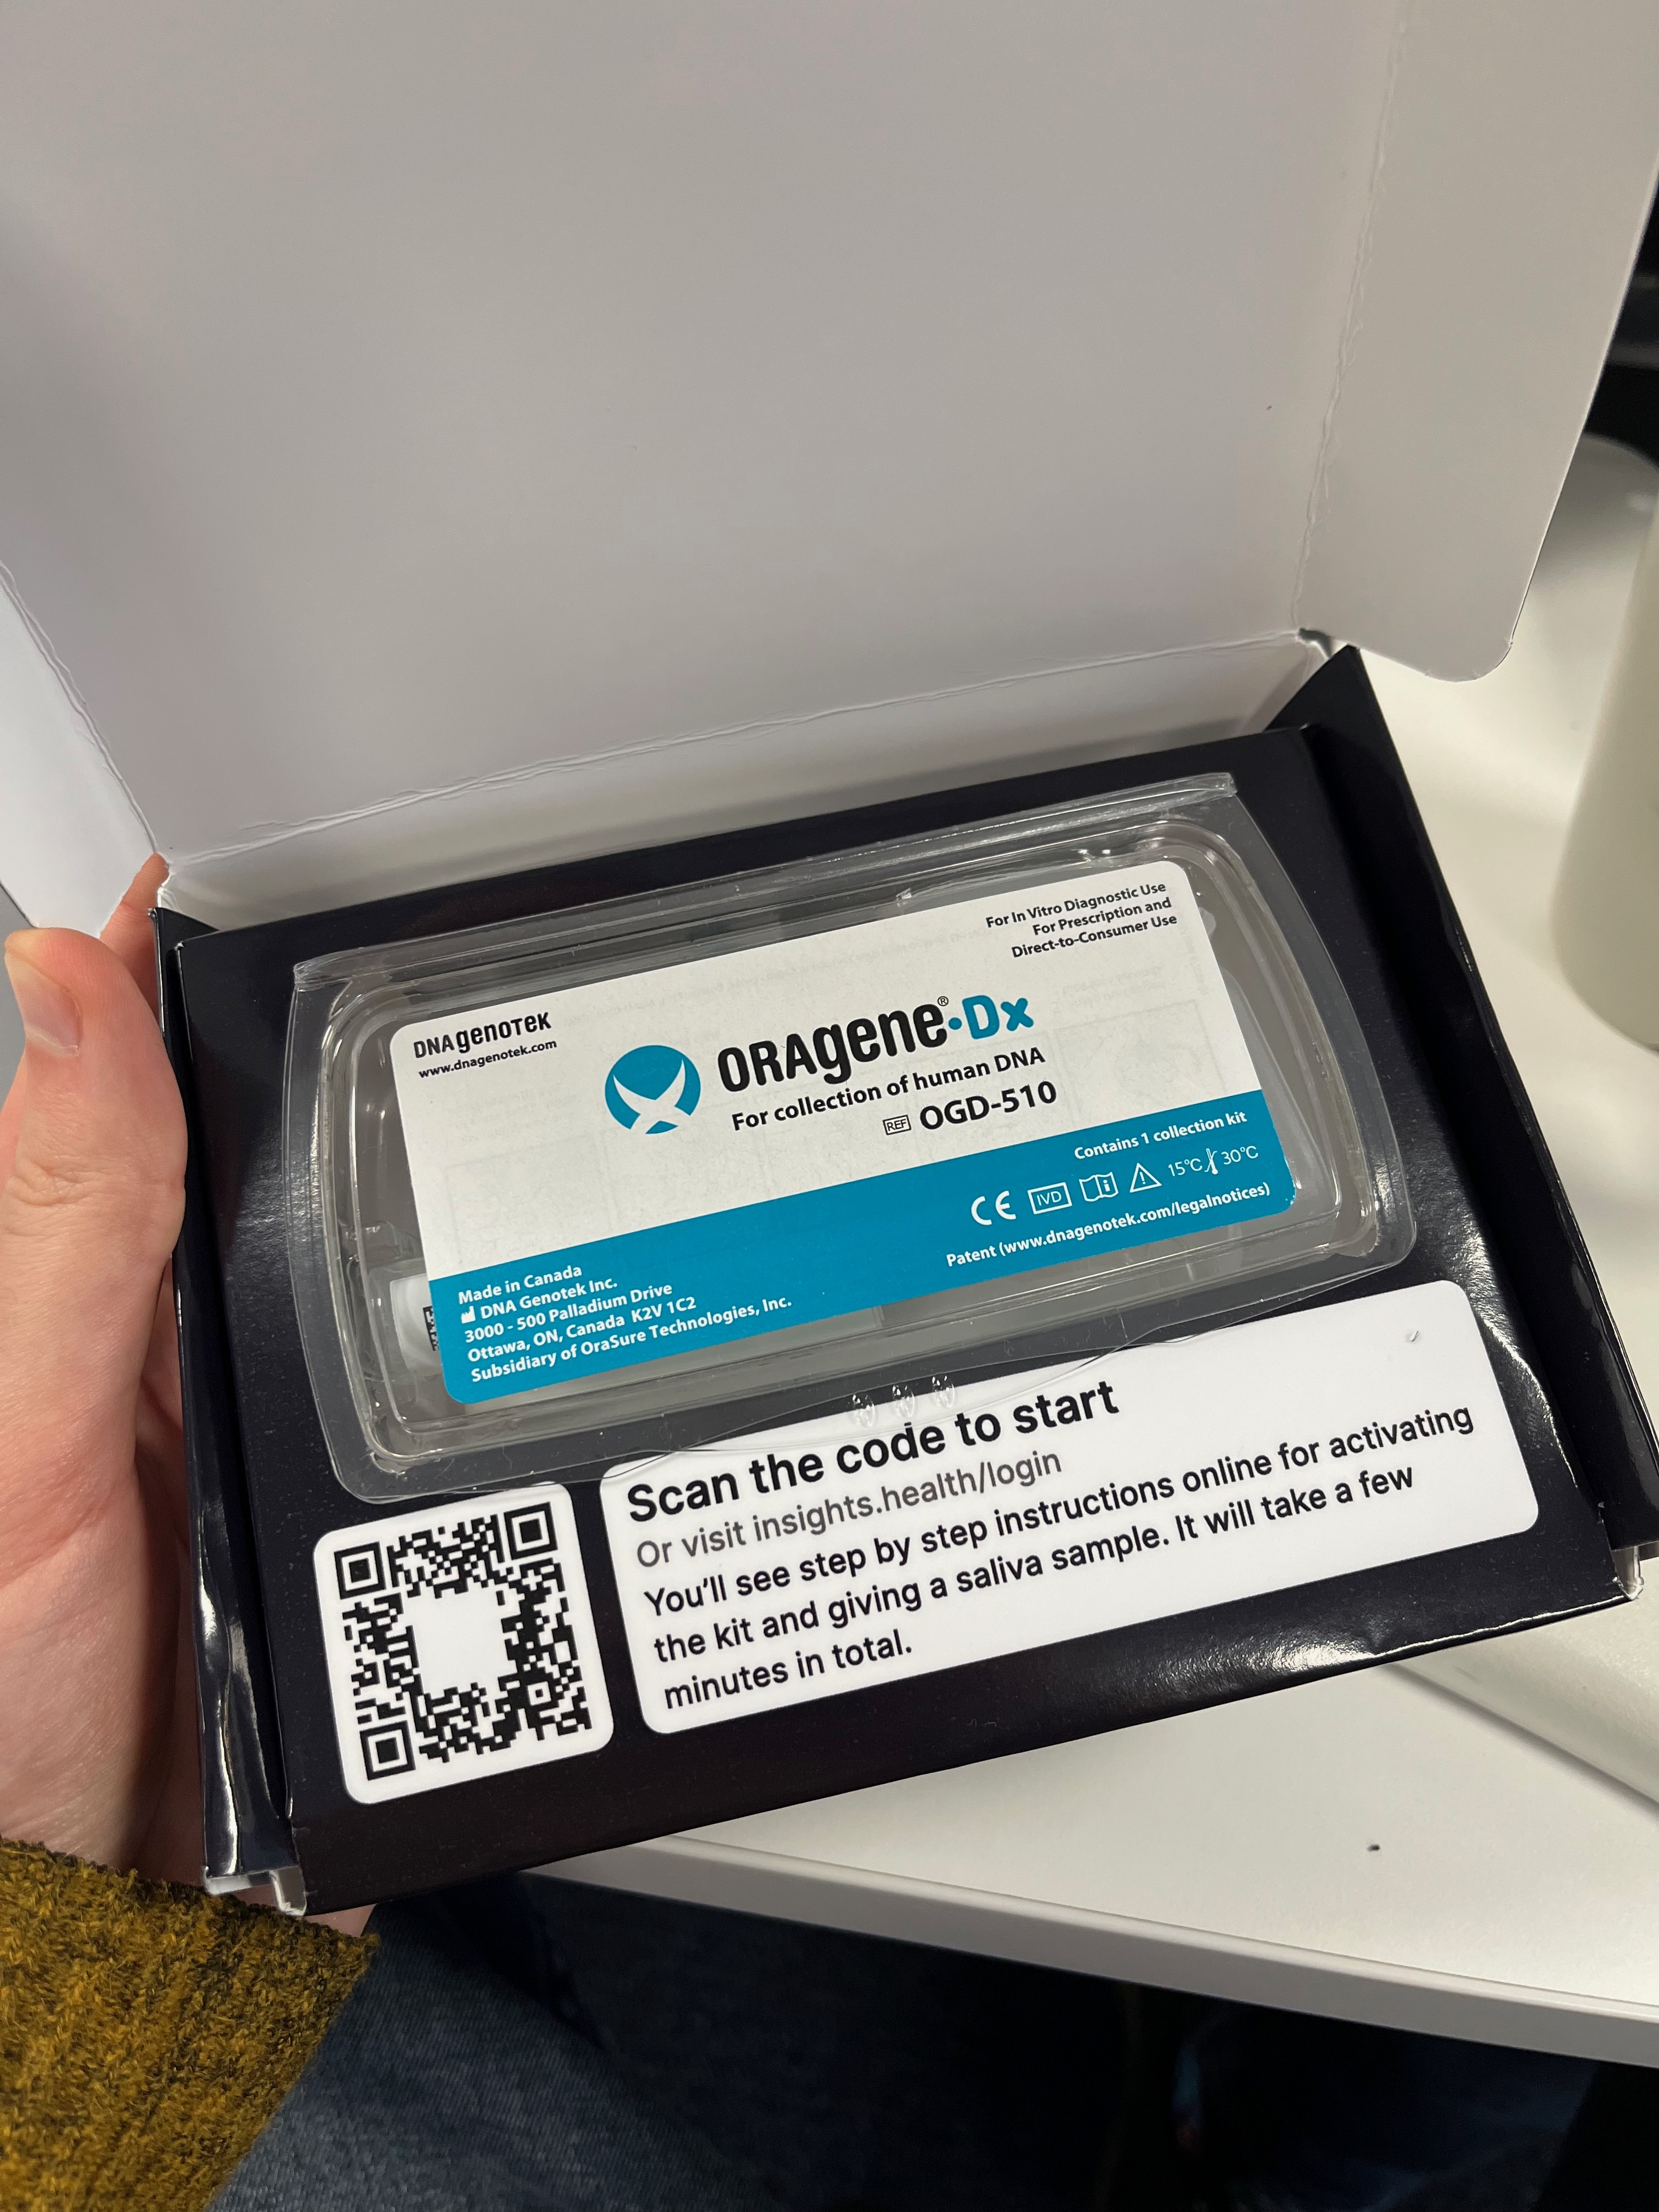 For In Vitro Diagnostic Use
For Prescription and
Direct-to-Consumer Use
DNA genoTek
www.dnagenotek.com
ORAgene®•Dx
For collection of human DNA
REF OGD-510
Contains 1 collection kit
CE IVD 15°C 30°C
Patent (www.dnagenotek.com/legalnotices)
Made in Canada
DNA Genotek Inc.
3000 - 500 Palladium Drive
Ottawa, ON, Canada K2V 1C2
Subsidiary of OraSure Technologies, Inc.
Scan the code to start
Or visit insights.health/login
You'll see step by step instructions online for activating
the kit and giving a saliva sample. It will take a few
minutes in total.